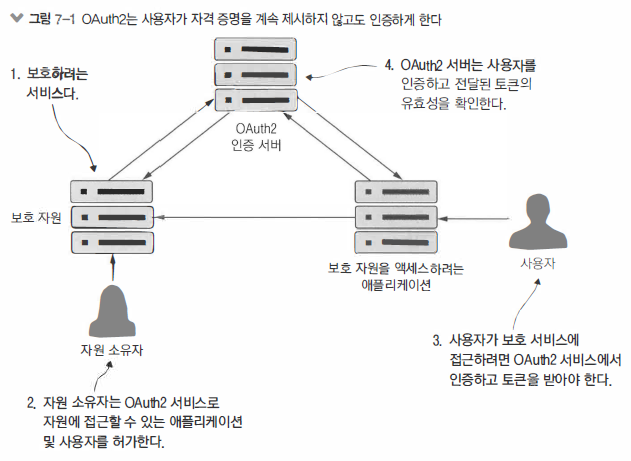 그림 7-1 OAuth2는 사용자가 자격 증명을 계속 제시하지 않고도 인증하게 한다
1. 보호하려는
서비스다.
4. OAuth2 서버는 사용자를
인증하고 전달된 토큰의
유효성을 확인한다.
OAuth2
인증 서버
보호 자원
보호 자원을 액세스하려는
애플리케이션
사용자
자원 소유자
3. 사용자가 보호 서비스에
접근하려면 OAuth2 서비스에서
인증하고 토큰을 받아야 한다.
2. 자원 소유자는 OAuth2 서비스로
자원에 접근할 수 있는 애플리케이션
및 사용자를 허가한다.